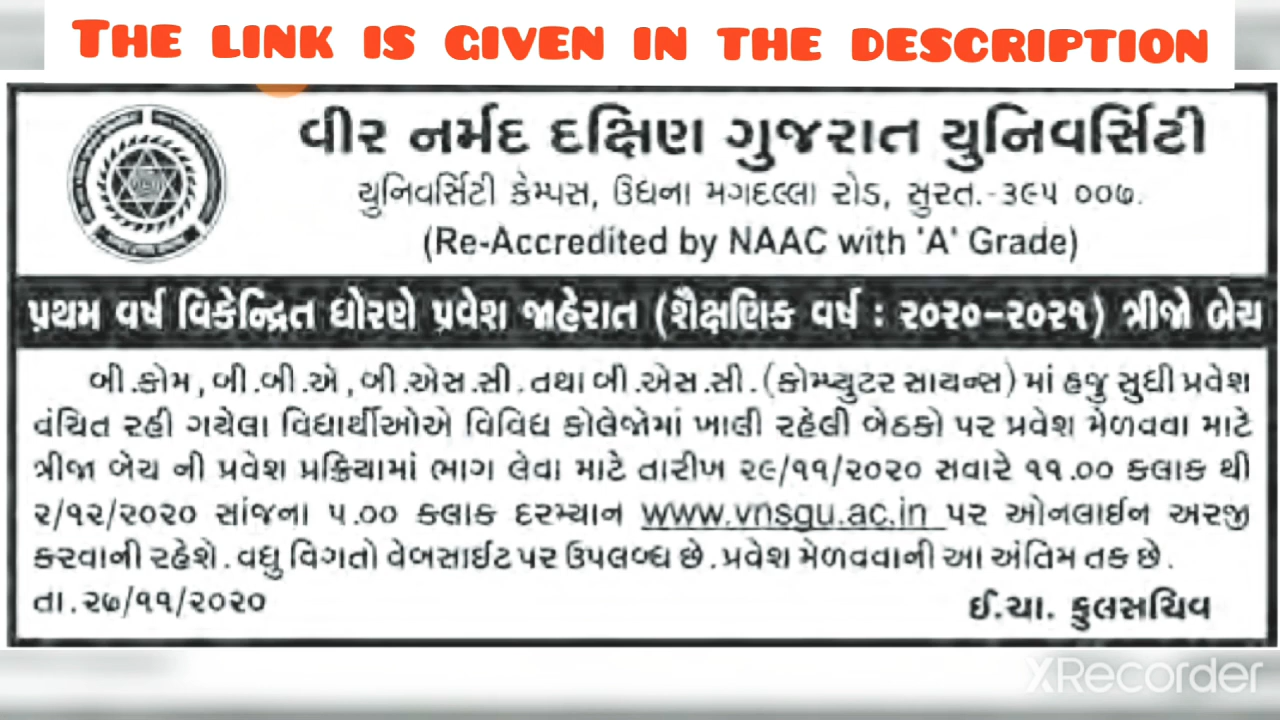 THE LINK IS GIVEN IN THE DESCRIPTION
વીર નર્મદ દક્ષિણ ગુજરાત યુનિવર્સિટી
યુનિવર્સિટી કેમ્પસ, ઉધના મગદલ્લા રોડ, સુરત.-૩૯૫ ૦૦૭.
(Re-Accredited by NAAC with 'A' Grade)
પ્રથમ વર્ષ વિકેન્દ્રિત ધોરણે પ્રવેશ જાહેરાત (શૈક્ષણિક વર્ષ : ૨૦૨૦-૨૦૨૧) ત્રીજો બેચ
બી.કોમ, બી.બી.એ, બી.એસ.સી. તથા બી.એસ.સી. (કોમ્પ્યુટર સાયન્સ) માં હજુ સુધી પ્રવેશ
વંચિત રહી ગયેલા વિદ્યાર્થીઓએ વિવિધ કોલેજોમાં ખાલી રહેલી બેઠકો પર પ્રવેશ મેળવવા માટે
ત્રીજા બેચ ની પ્રવેશ પ્રક્રિયામાં ભાગ લેવા માટે તારીખ ૨૯/૧૧/૨૦૨૦ સવારે ૧૧.૦૦ કલાક થી
૨/૧૨/૨૦૨૦ સાંજના ૫.૦૦ કલાક દરમ્યાન www.vnsgu.ac.in પર ઓનલાઈન અરજી
કરવાની રહેશે. વધુ વિગતો વેબસાઈટ પર ઉપલબ્ધ છે. પ્રવેશ મેળવવાની આ અંતિમ તક છે.
તા.૨૭/૧૧/૨૦૨૦
ઈ.ચા. કુલસચિવ
XRecorder